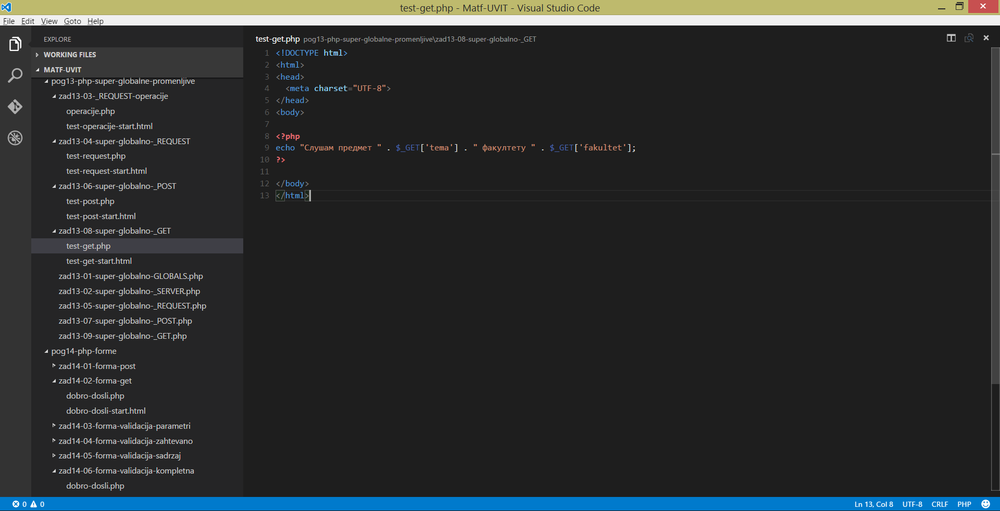 test-get.php - Matf-UVIT - Visual Studio Code
File Edit View Goto Help
EXPLORE
WORKING FILES
MATF-UVIT
pog13-php-super-globalne-promenljive
zad13-03-_REQUEST-operacije
operacije.php
test-operacije-start.html
zad13-04-super-globalno-_REQUEST
test-request.php
test-request-start.html
zad13-06-super-globalno-_POST
test-post.php
test-post-start.html
zad13-08-super-globalno-_GET
test-get.php
test-get-start.html
zad13-01-super-globalno-GLOBALS.php
zad13-02-super-globalno-_SERVER.php
zad13-05-super-globalno-_REQUEST.php
zad13-07-super-globalno-_POST.php
zad13-09-super-globalno-_GET.php
pog14-php-forme
zad14-01-forma-post
zad14-02-forma-get
dobro-dosli.php
dobro-dosli-start.html
zad14-03-forma-validacija-parametri
zad14-04-forma-validacija-zahtevano
zad14-05-forma-validacija-sadrzaj
zad14-06-forma-validacija-kompletna
dobro-dosli.php
test-get.php pog13-php-super-globalne-promenljive\zad13-08-super-globalno-_GET
1 <!DOCTYPE html>
2 <html>
3 <head>
4   <meta charset="UTF-8">
5 </head>
6 <body>
7
8 <?php
9 echo "Слушам предмет " . $_GET['tema'] . " факултету " . $_GET['fakultet'];
10 ?>
11
12 </body>
13 </html>
0 0
Ln 13, Col 8 UTF-8 CRLF PHP